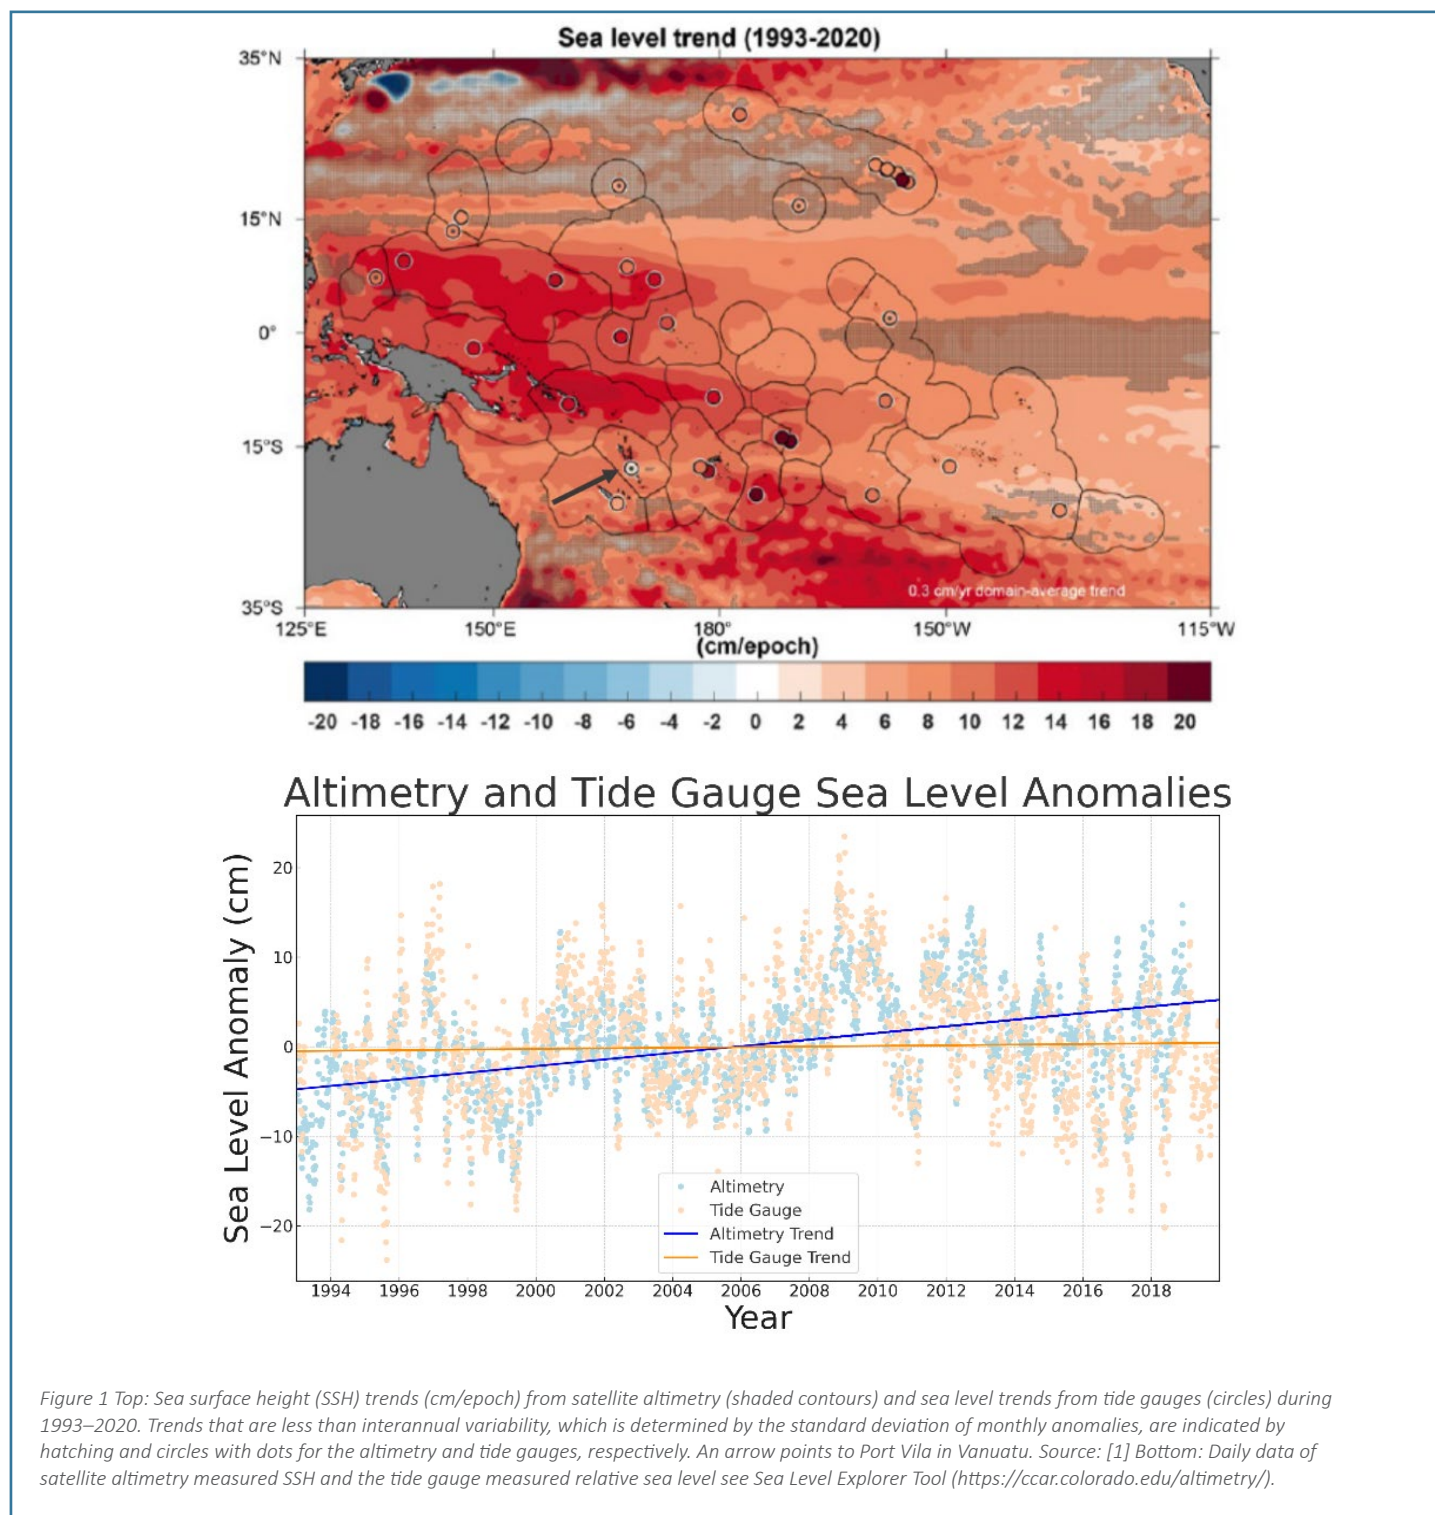 Sea level trend (1993-2020)
35°N
15°N
0°
15°S
35°S
0.3 cm/yr domain-average trend
125°E 150°E 180° 150°W 115°W
(cm/epoch)
-20 -18 -16 -14 -12 -10 -8 -6 -4 -2 0 2 4 6 8 10 12 14 16 18 20
Altimetry and Tide Gauge Sea Level Anomalies
Sea Level Anomaly (cm)
20
10
0
−10
−20
Altimetry
Tide Gauge
Altimetry Trend
Tide Gauge Trend
1994 1996 1998 2000 2002 2004 2006 2008 2010 2012 2014 2016 2018
Year
Figure 1 Top: Sea surface height (SSH) trends (cm/epoch) from satellite altimetry (shaded contours) and sea level trends from tide gauges (circles) during
1993–2020. Trends that are less than interannual variability, which is determined by the standard deviation of monthly anomalies, are indicated by
hatching and circles with dots for the altimetry and tide gauges, respectively. An arrow points to Port Vila in Vanuatu. Source: [1] Bottom: Daily data of
satellite altimetry measured SSH and the tide gauge measured relative sea level see Sea Level Explorer Tool (https://ccar.colorado.edu/altimetry/).